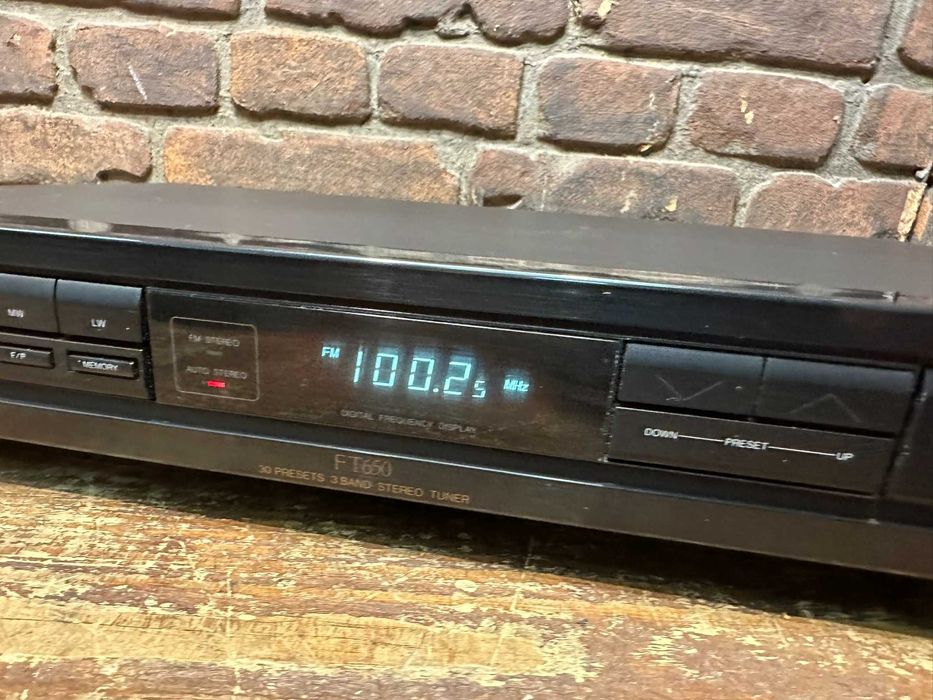 MW
LW
E/F
MEMORY
FM STEREO
AUTO STEREO
FM 100.25 MHz
DIGITAL FREQUENCY DISPLAY
DOWN PRESET UP
FT650
30 PRESETS 3 BAND STEREO TUNER